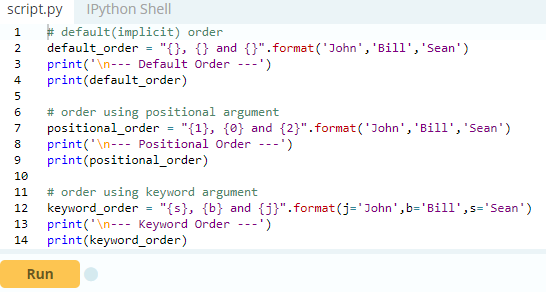 script.py IPython Shell
1 # default(implicit) order
2 default_order = "{}, {} and {}".format('John','Bill','Sean')
3 print('\n--- Default Order ---')
4 print(default_order)
5
6 # order using positional argument
7 positional_order = "{1}, {0} and {2}".format('John','Bill','Sean')
8 print('\n--- Positional Order ---')
9 print(positional_order)
10
11 # order using keyword argument
12 keyword_order = "{s}, {b} and {j}".format(j='John',b='Bill',s='Sean')
13 print('\n--- Keyword Order ---')
14 print(keyword_order)
Run